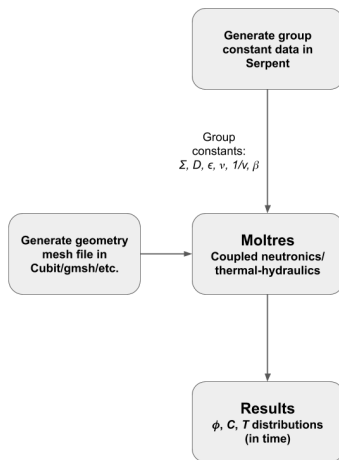 Generate group
constant data in
Serpent
Group
constants:
Σ, D, ϵ, ν, 1/v, β
Generate geometry
mesh file in
Cubit/gmsh/etc.
Moltres
Coupled neutronics/
thermal-hydraulics
Results
ϕ, C, T distributions
(in time)